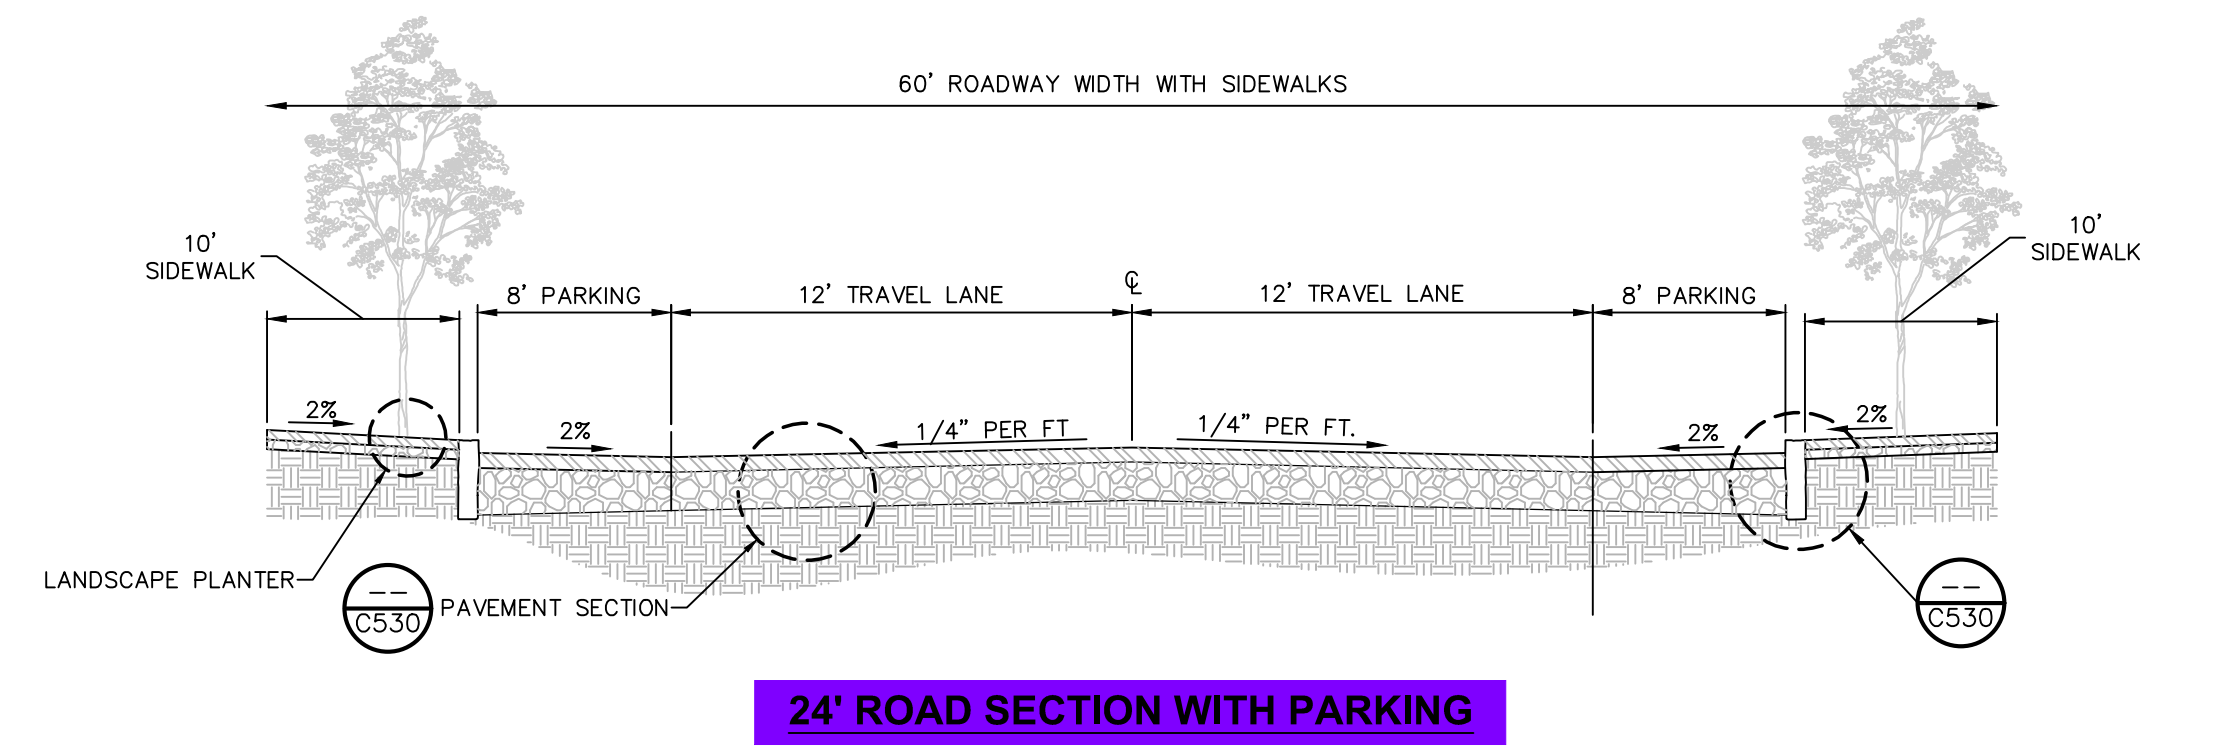 60' ROADWAY WIDTH WITH SIDEWALKS
10'
SIDEWALK
10'
SIDEWALK
8' PARKING
12' TRAVEL LANE
℄
12' TRAVEL LANE
8' PARKING
2%
2%
1/4" PER FT
1/4" PER FT.
2%
2%
LANDSCAPE PLANTER
--
C530
PAVEMENT SECTION
--
C530
24' ROAD SECTION WITH PARKING